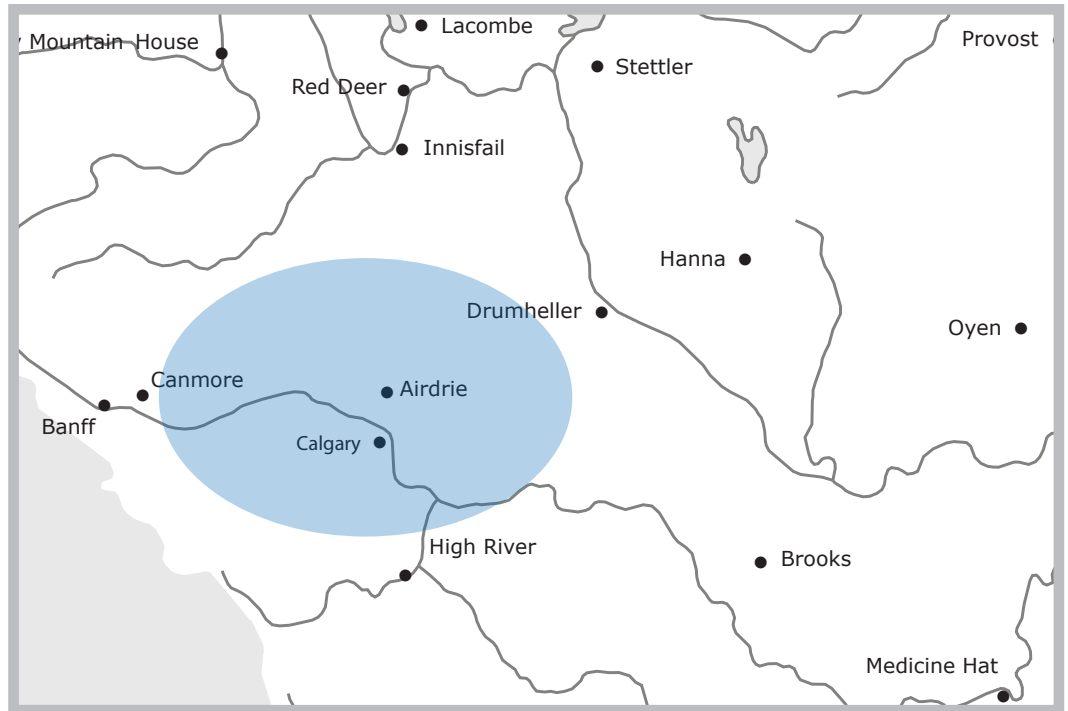 Lacombe
Mountain House
Provost
Stettler
Red Deer
Innisfail
Hanna
Drumheller
Oyen
Canmore
Airdrie
Banff
Calgary
High River
Brooks
Medicine Hat